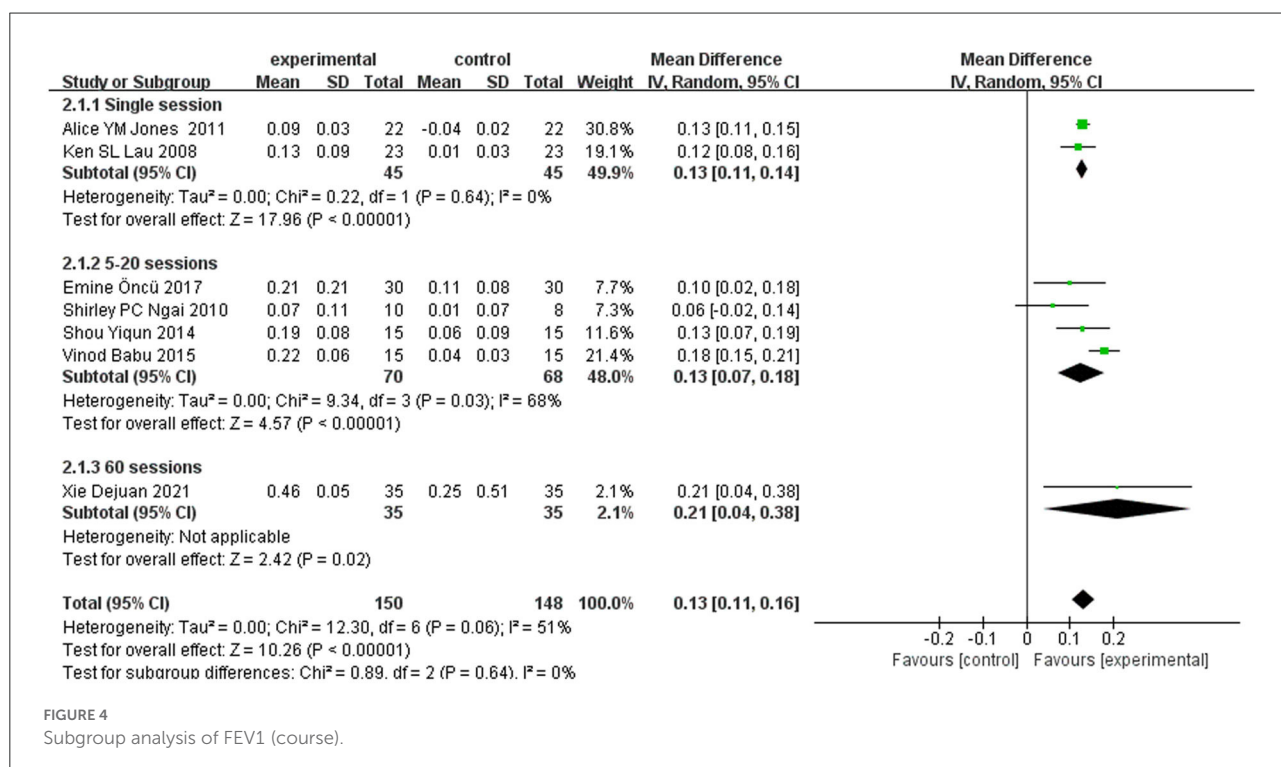 experimental control Mean Difference Mean Difference
Study or Subgroup Mean SD Total Mean SD Total Weight IV, Random, 95% CI IV, Random, 95% CI
2.1.1 Single session
Alice YM Jones 2011 0.09 0.03 22 -0.04 0.02 22 30.8% 0.13 [0.11, 0.15]
Ken SL Lau 2008 0.13 0.09 23 0.01 0.03 23 19.1% 0.12 [0.08, 0.16]
Subtotal (95% CI) 45 45 49.9% 0.13 [0.11, 0.14]
Heterogeneity: Tau² = 0.00; Chi² = 0.22, df = 1 (P = 0.64); I² = 0%
Test for overall effect: Z = 17.96 (P < 0.00001)
2.1.2 5-20 sessions
Emine Öncü 2017 0.21 0.21 30 0.11 0.08 30 7.7% 0.10 [0.02, 0.18]
Shirley PC Ngai 2010 0.07 0.11 10 0.01 0.07 8 7.3% 0.06 [-0.02, 0.14]
Shou Yiqun 2014 0.19 0.08 15 0.06 0.09 15 11.6% 0.13 [0.07, 0.19]
Vinod Babu 2015 0.22 0.06 15 0.04 0.03 15 21.4% 0.18 [0.15, 0.21]
Subtotal (95% CI) 70 68 48.0% 0.13 [0.07, 0.18]
Heterogeneity: Tau² = 0.00; Chi² = 9.34, df = 3 (P = 0.03); I² = 68%
Test for overall effect: Z = 4.57 (P < 0.00001)
2.1.3 60 sessions
Xie Dejuan 2021 0.46 0.05 35 0.25 0.51 35 2.1% 0.21 [0.04, 0.38]
Subtotal (95% CI) 35 35 2.1% 0.21 [0.04, 0.38]
Heterogeneity: Not applicable
Test for overall effect: Z = 2.42 (P = 0.02)
Total (95% CI) 150 148 100.0% 0.13 [0.11, 0.16]
Heterogeneity: Tau² = 0.00; Chi² = 12.30, df = 6 (P = 0.06); I² = 51%
Test for overall effect: Z = 10.26 (P < 0.00001)
Test for subgroup differences: Chi² = 0.89, df = 2 (P = 0.64), I² = 0%
-0.2 -0.1 0 0.1 0.2
Favours [control] Favours [experimental]
FIGURE 4
Subgroup analysis of FEV1 (course).